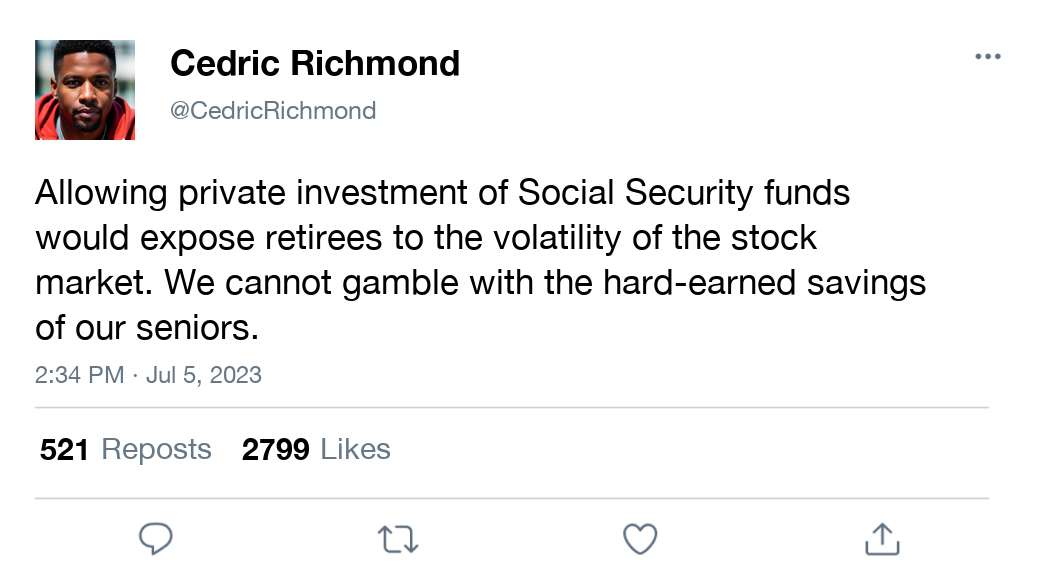 Cedric Richmond
@CedricRichmond
Allowing private investment of Social Security funds
would expose retirees to the volatility of the stock
market. We cannot gamble with the hard-earned savings
of our seniors.
2:34 PM · Jul 5, 2023
521 Reposts 2799 Likes